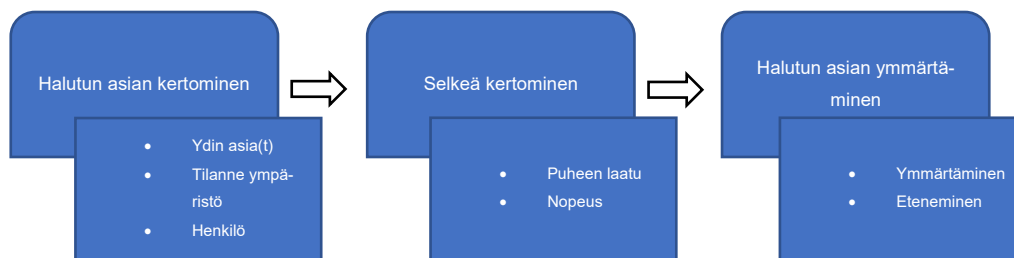 Halutun asian kertominen
• Ydin asia(t)
• Tilanne ympä-
ristö
• Henkilö
Selkeä kertominen
• Puheen laatu
• Nopeus
Halutun asian ymmärtä-
minen
• Ymmärtäminen
• Eteneminen